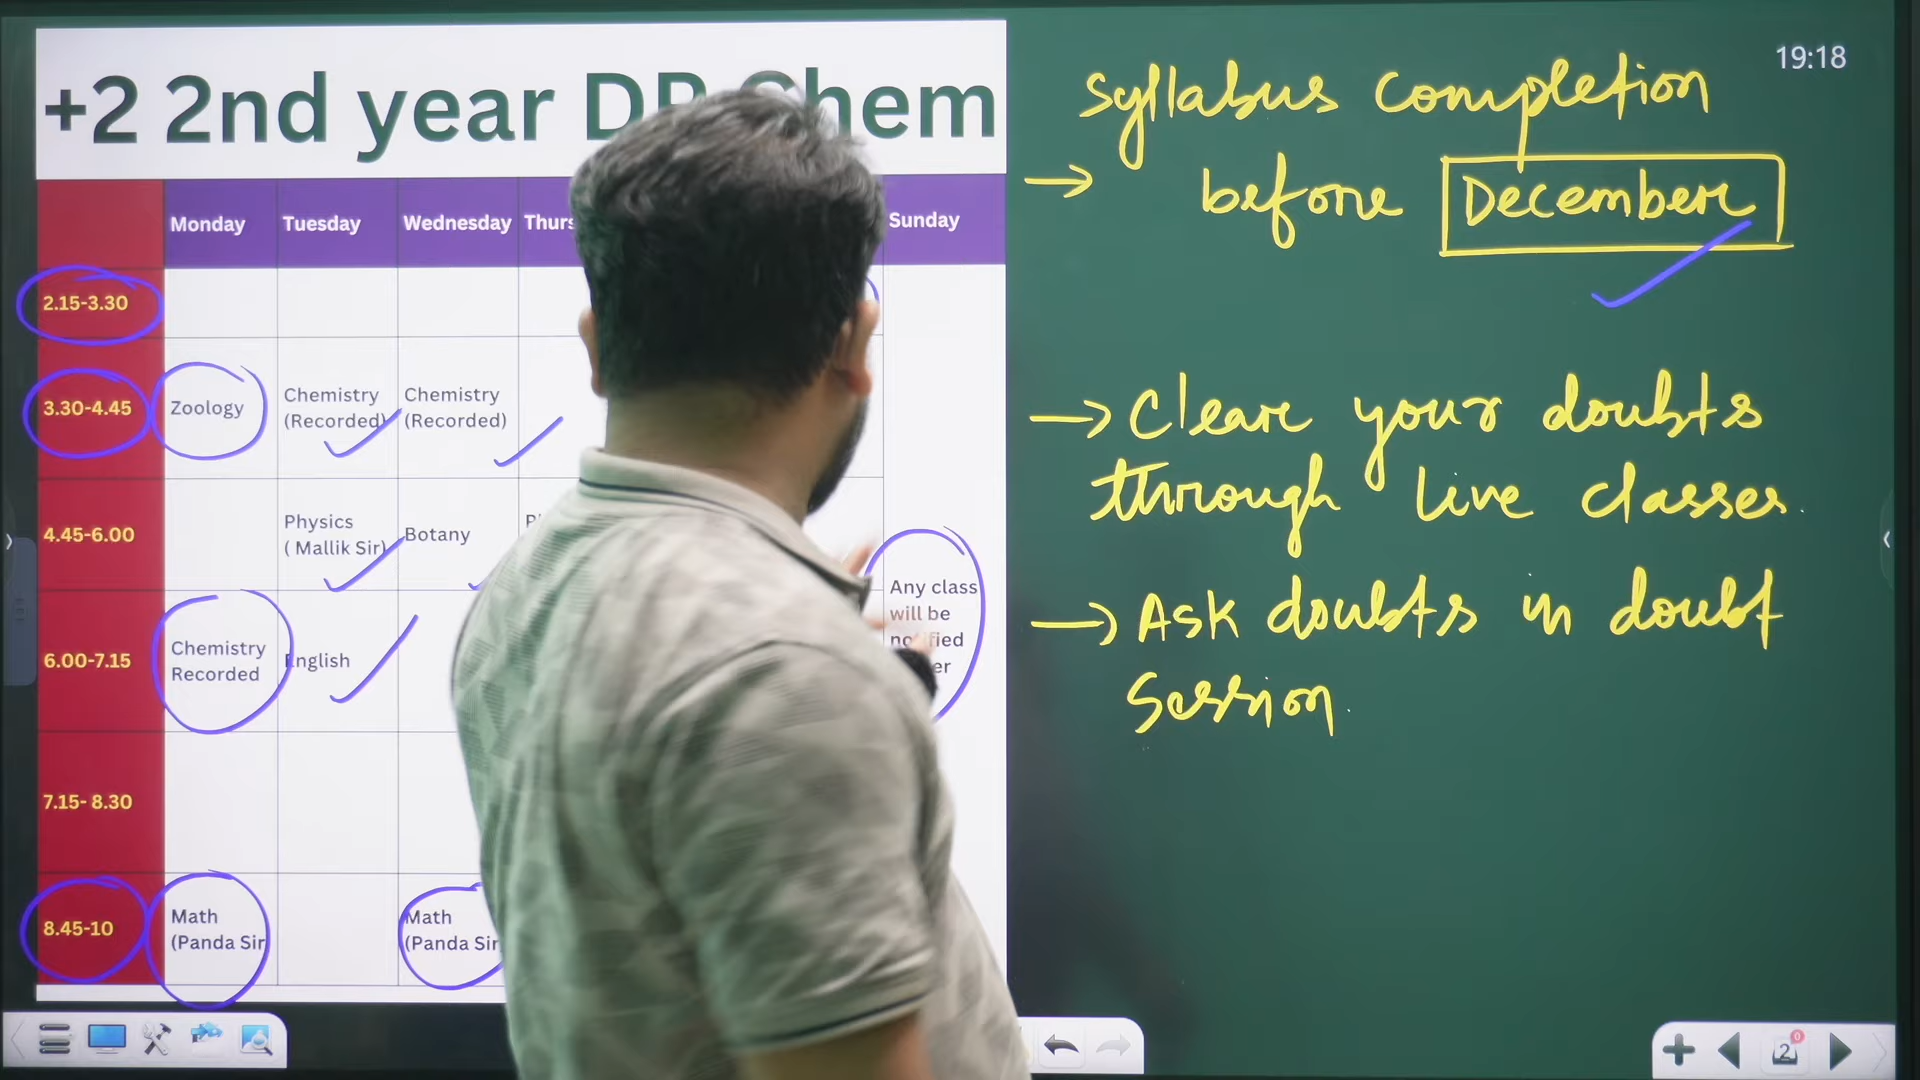 +2 2nd year DP Chem
Monday Tuesday Wednesday Thurs Sunday
2.15-3.30
3.30-4.45
Zoology
Chemistry
(Recorded)
Chemistry
(Recorded)
4.45-6.00
Physics
( Mallik Sir)
Botany
6.00-7.15
Chemistry
Recorded
English
Any class
will be
notified
7.15- 8.30
8.45-10
Math
(Panda Sir
Math
(Panda Sir
19:18
Syllabus completion
→ before December
→ Clear your doubts
through live classes.
→ Ask doubts in doubt
Session.
2
0